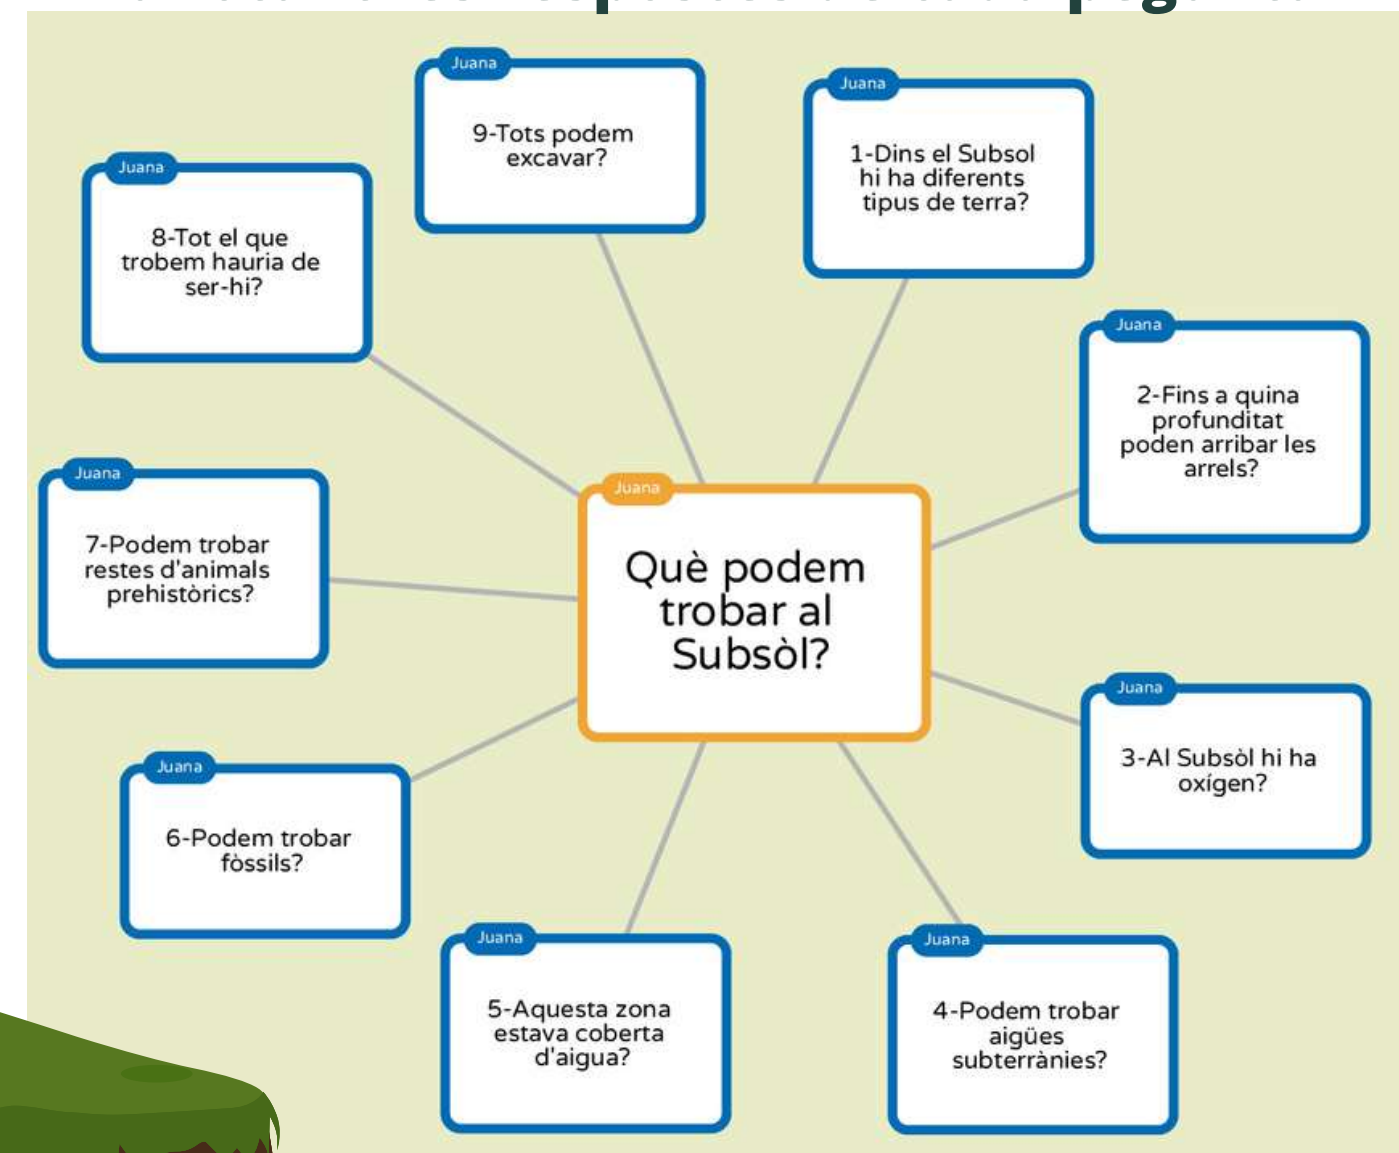 Juana
9-Tots podem
excavar?
Juana
1-Dins el Subsol
hi ha diferents
tipus de terra?
Juana
8-Tot el que
trobem hauria de
ser-hi?
Juana
2-Fins a quina
profunditat
poden arribar les
arrels?
Juana
7-Podem trobar
restes d'animals
prehistòrics?
Juana
Què podem
trobar al
Subsòl?
Juana
3-Al Subsòl hi ha
oxígen?
Juana
6-Podem trobar
fòssils?
Juana
5-Aquesta zona
estava coberta
d'aigua?
Juana
4-Podem trobar
aigües
subterrànies?